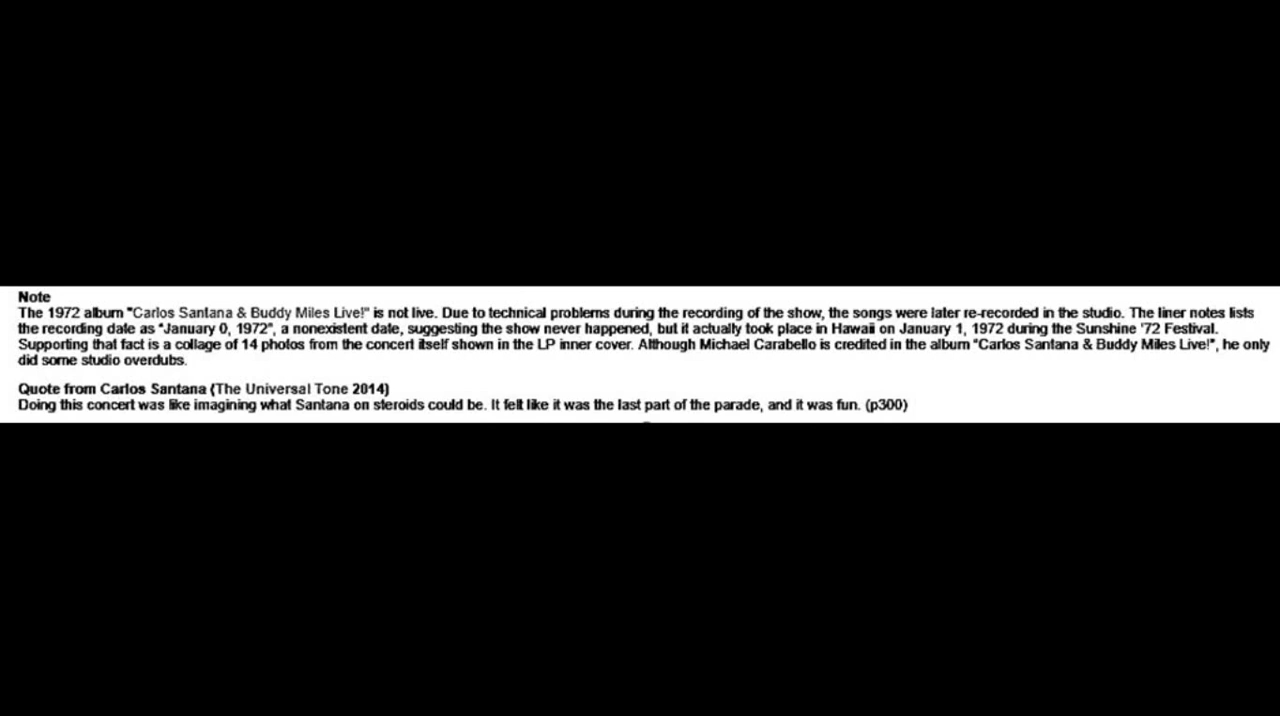 Note
The 1972 album "Carlos Santana & Buddy Miles Live!" is not live. Due to technical problems during the recording of the show, the songs were later re-recorded in the studio. The liner notes lists
the recording date as "January 0, 1972", a nonexistent date, suggesting the show never happened, but it actually took place in Hawaii on January 1, 1972 during the Sunshine '72 Festival.
Supporting that fact is a collage of 14 photos from the concert itself shown in the LP inner cover. Although Michael Carabello is credited in the album "Carlos Santana & Buddy Miles Live!", he only
did some studio overdubs.
Quote from Carlos Santana (The Universal Tone 2014)
Doing this concert was like imagining what Santana on steroids could be. It felt like it was the last part of the parade, and it was fun. (p300)